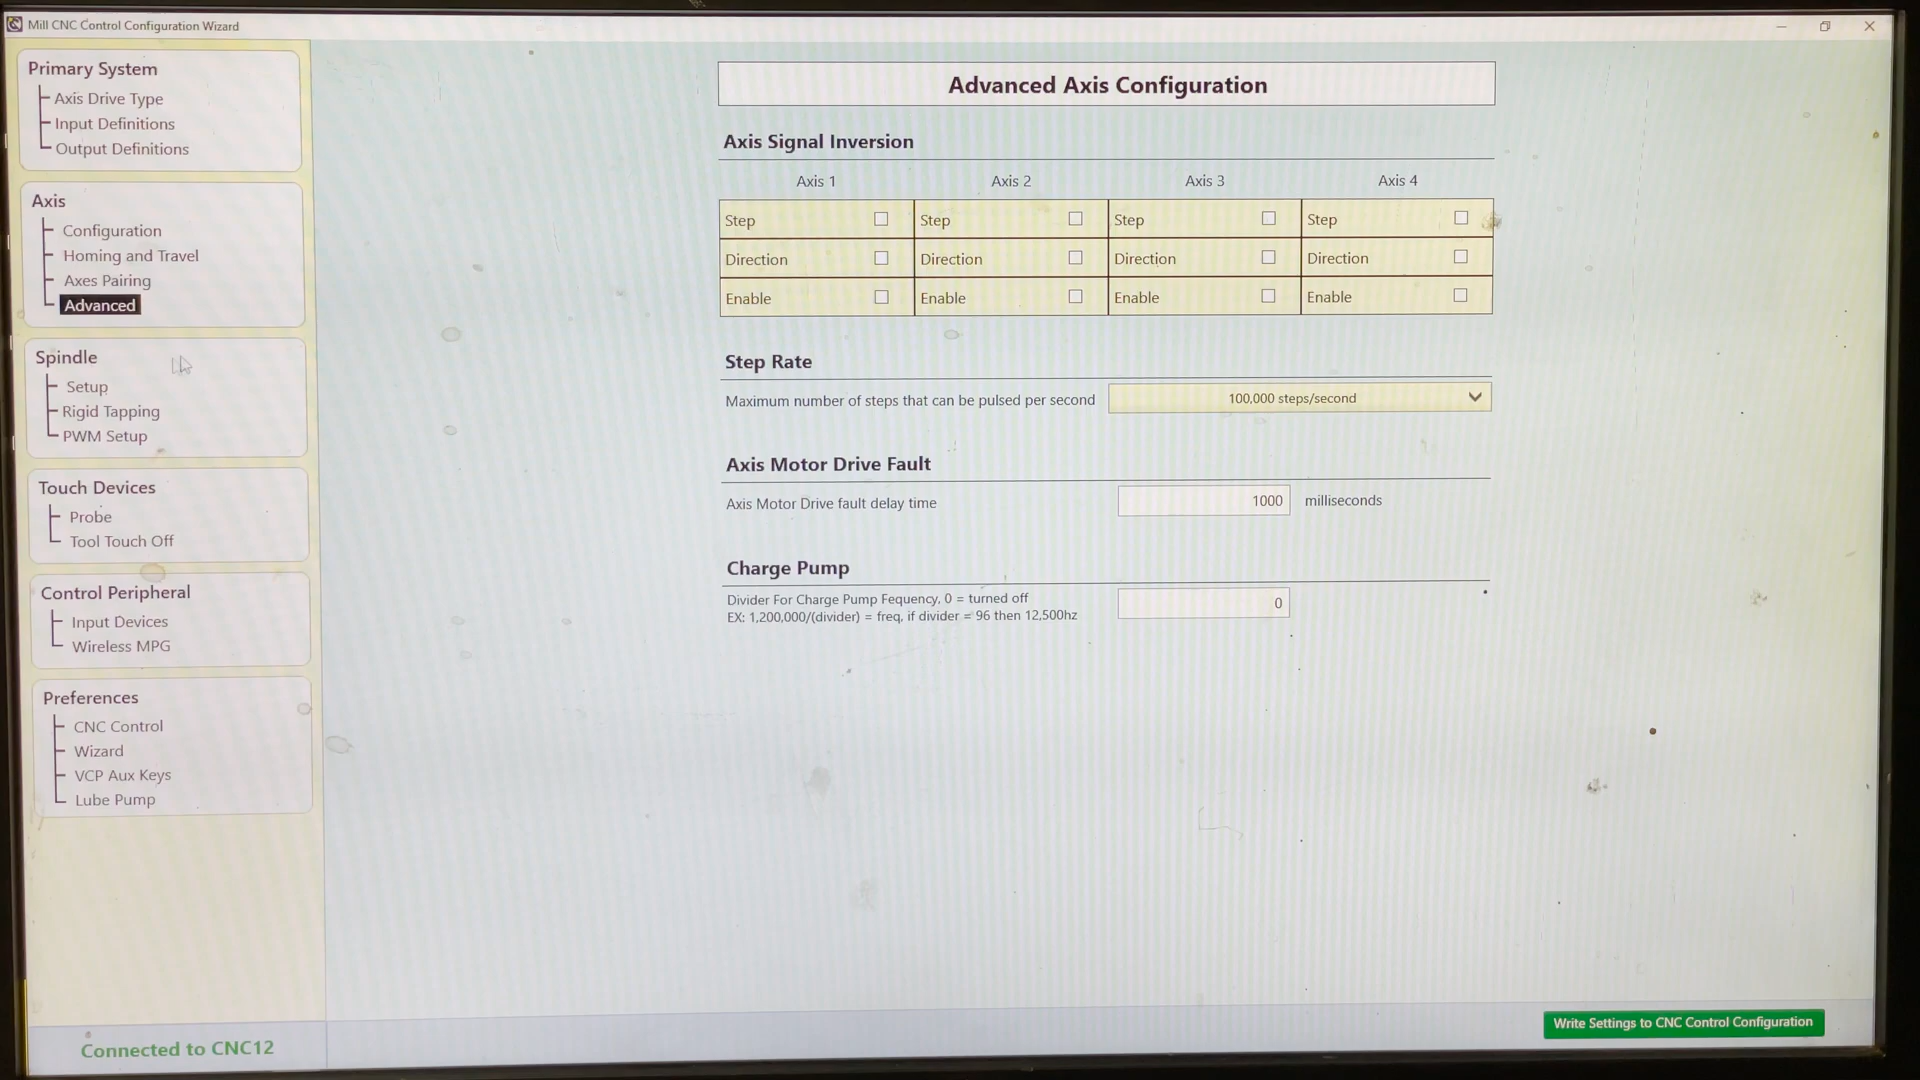 Mill CNC Control Configuration Wizard
Primary System
Axis Drive Type
Input Definitions
Output Definitions
Axis
Configuration
Homing and Travel
Axes Pairing
Advanced
Spindle
Setup
Rigid Tapping
PWM Setup
Touch Devices
Probe
Tool Touch Off
Control Peripheral
Input Devices
Wireless MPG
Preferences
CNC Control
Wizard
VCP Aux Keys
Lube Pump
Connected to CNC12
Advanced Axis Configuration
Axis Signal Inversion
Axis 1 Axis 2 Axis 3 Axis 4
Step Step Step Step
Direction Direction Direction Direction
Enable Enable Enable Enable
Step Rate
Maximum number of steps that can be pulsed per second 100,000 steps/second
Axis Motor Drive Fault
Axis Motor Drive fault delay time 1000 milliseconds
Charge Pump
Divider For Charge Pump Fequency, 0 = turned off 0
EX: 1,200,000/(divider) = freq, if divider = 96 then 12,500hz
Write Settings to CNC Control Configuration